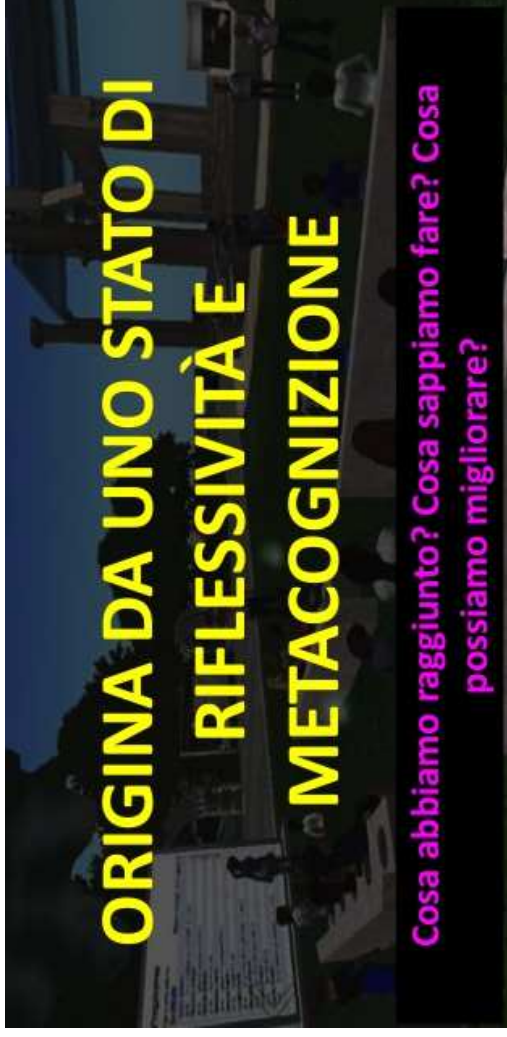 ORIGINA DA UNO STATO DI
RIFLESSIVITÀ E
METACOGNIZIONE
Cosa abbiamo raggiunto? Cosa sappiamo fare? Cosa
possiamo migliorare?